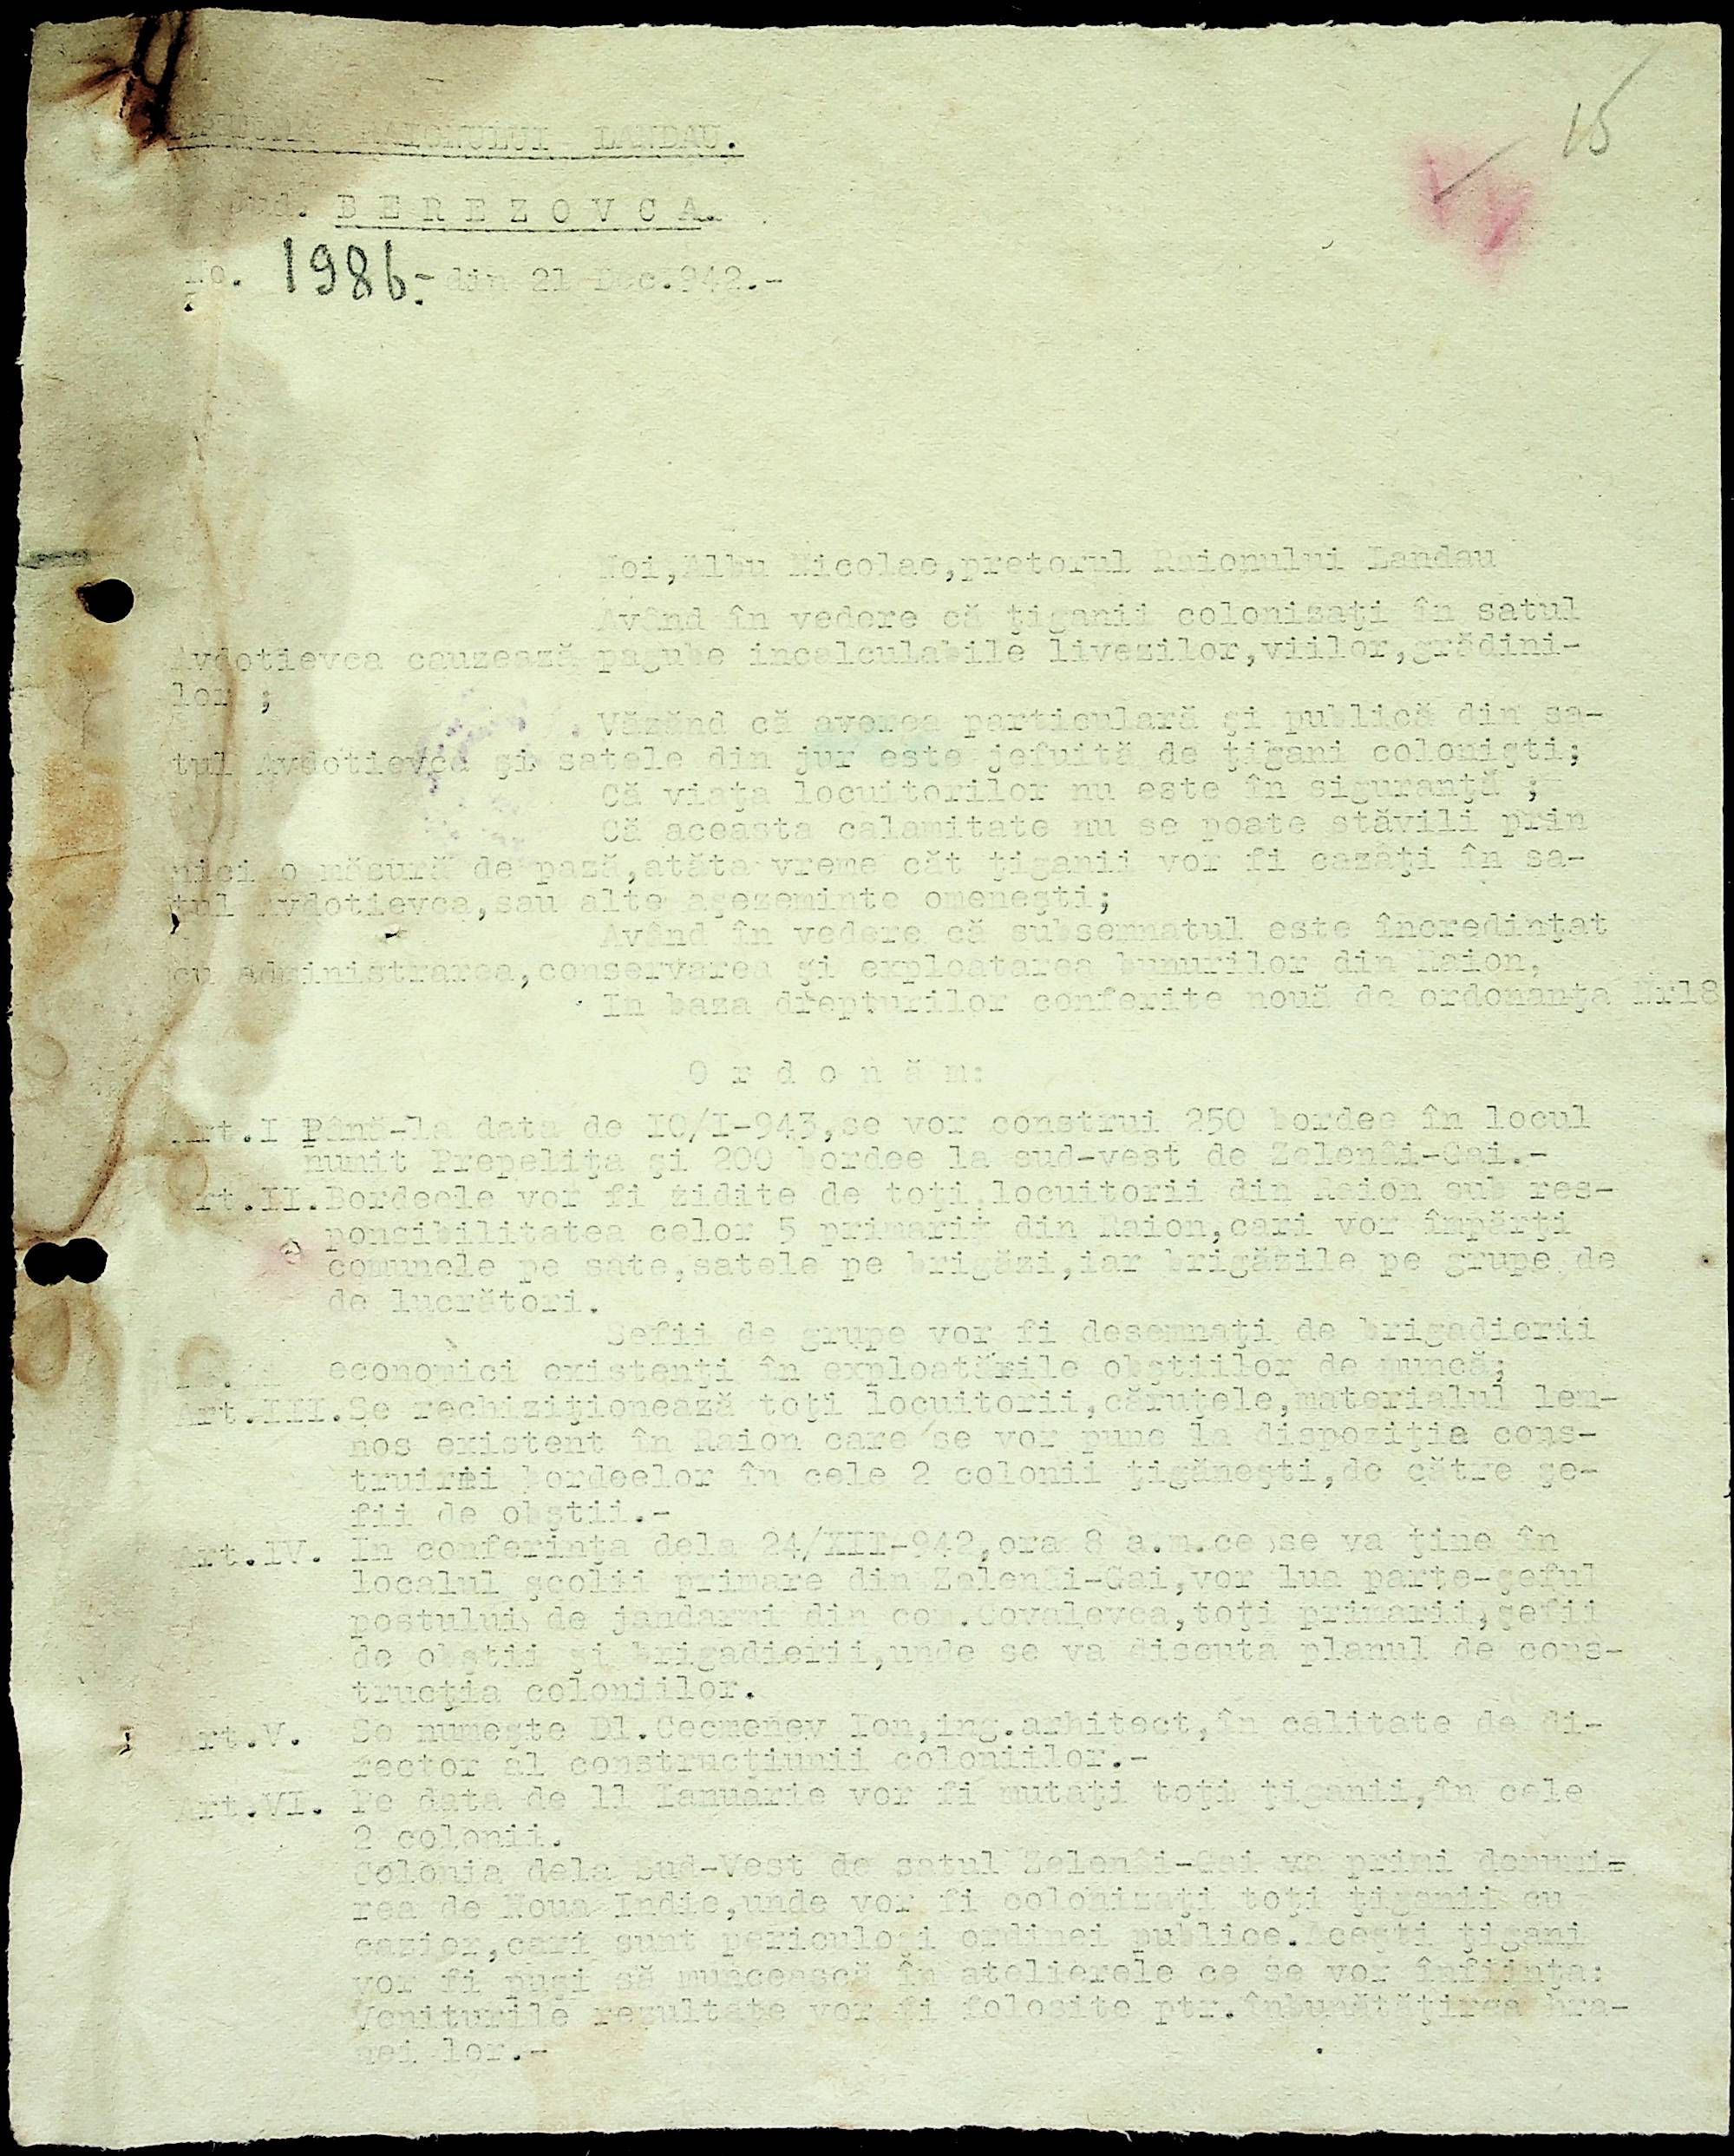 15
RAIONULUI LANDAU.
Jud. B E R E Z O V C A.
No. 1986.- din 21 Dec.942.-
Noi,Albu Nicolae,pretorul Raionului Landau
Având în vedere că ţiganii colonizaţi în satul
Avdotievca cauzează pagube incalculabile livezilor,viilor,grădini-
lor ;
Văzănd că averea particulară şi publică din sa-
tul Avdotievca şi satele din jur este jefuită de ţigani colonişti;
Că viaţa locuitorilor nu este în siguranţă ;
Că aceasta calamitate nu se poate stăvili prin
nici o măsură de pază,atăta vreme căt ţiganii vor fi cazaţi în sa-
tul Avdotievca,sau alte aşezeminte omeneşti;
Având în vedere că subsemnatul este încredinţat
cu administrarea,conservarea şi exploatarea bunurilor din Raion,
In baza drepturilor conferite nouă de ordonanţa Nr18
O r d o n ă m:
Art.I Până-la data de IO/I-943,se vor construi 250 bordee în locul
numit Prepeliţa şi 200 bordee la sud-vest de Zelenâi-Gai.-
Art.II.Bordeele vor fi zidite de toţi locuitorii din Raion sub res-
ponsibilitatea celor 5 primarii din Raion,cari vor împărţi
comunele pe sate,satele pe brigăzi,iar brigăzile pe grupe de
de lucrători.
Sefii de grupe vor fi desemnaţi de brigadierii
economici existenţi în exploatările obştiilor de muncă;
Art.III.Se rechiziţionează toţi locuitorii,căruţele,materialul lem-
nos existent în Raion care se vor pune la dispoziţia cons-
truirei bordeelor în cele 2 colonii ţigăneşti,de către şe-
fii de obştii.-
Art.IV. In conferinţa dela 24/XII-942,ora 8 a.m.ce se va ţine în
localul şcolii primare din Zelenâi-Gai,vor lua parte-şeful
postului de jandarmi din com.Covalevca,toţi primarii,şefii
de obştii şi brigadierii,unde se va discuta planul de cons-
trucţia coloniilor.
Art.V. Se numeşte Dl.Cecmenev Ion,ing.arhitect,în calitate de di-
rector al construcţiunii coloniilor.-
Art.VI. Pe data de 11 Ianuarie vor fi mutaţi toţi ţiganii,în cele
2 colonii.
Colonia dela Sud-Vest de satul Zelenâi-Gai va primi denumi-
rea de Noua Indie,unde vor fi colonizaţi toţi ţiganii cu
cazier,cari sunt periculoşi ordinei publice.Aceşti ţigani
vor fi puşi să muncească în atelierele ce se vor înfiinţa:
Veniturile rezultate vor fi folosite ptr.înbunătăţirea hra-
nei lor.-